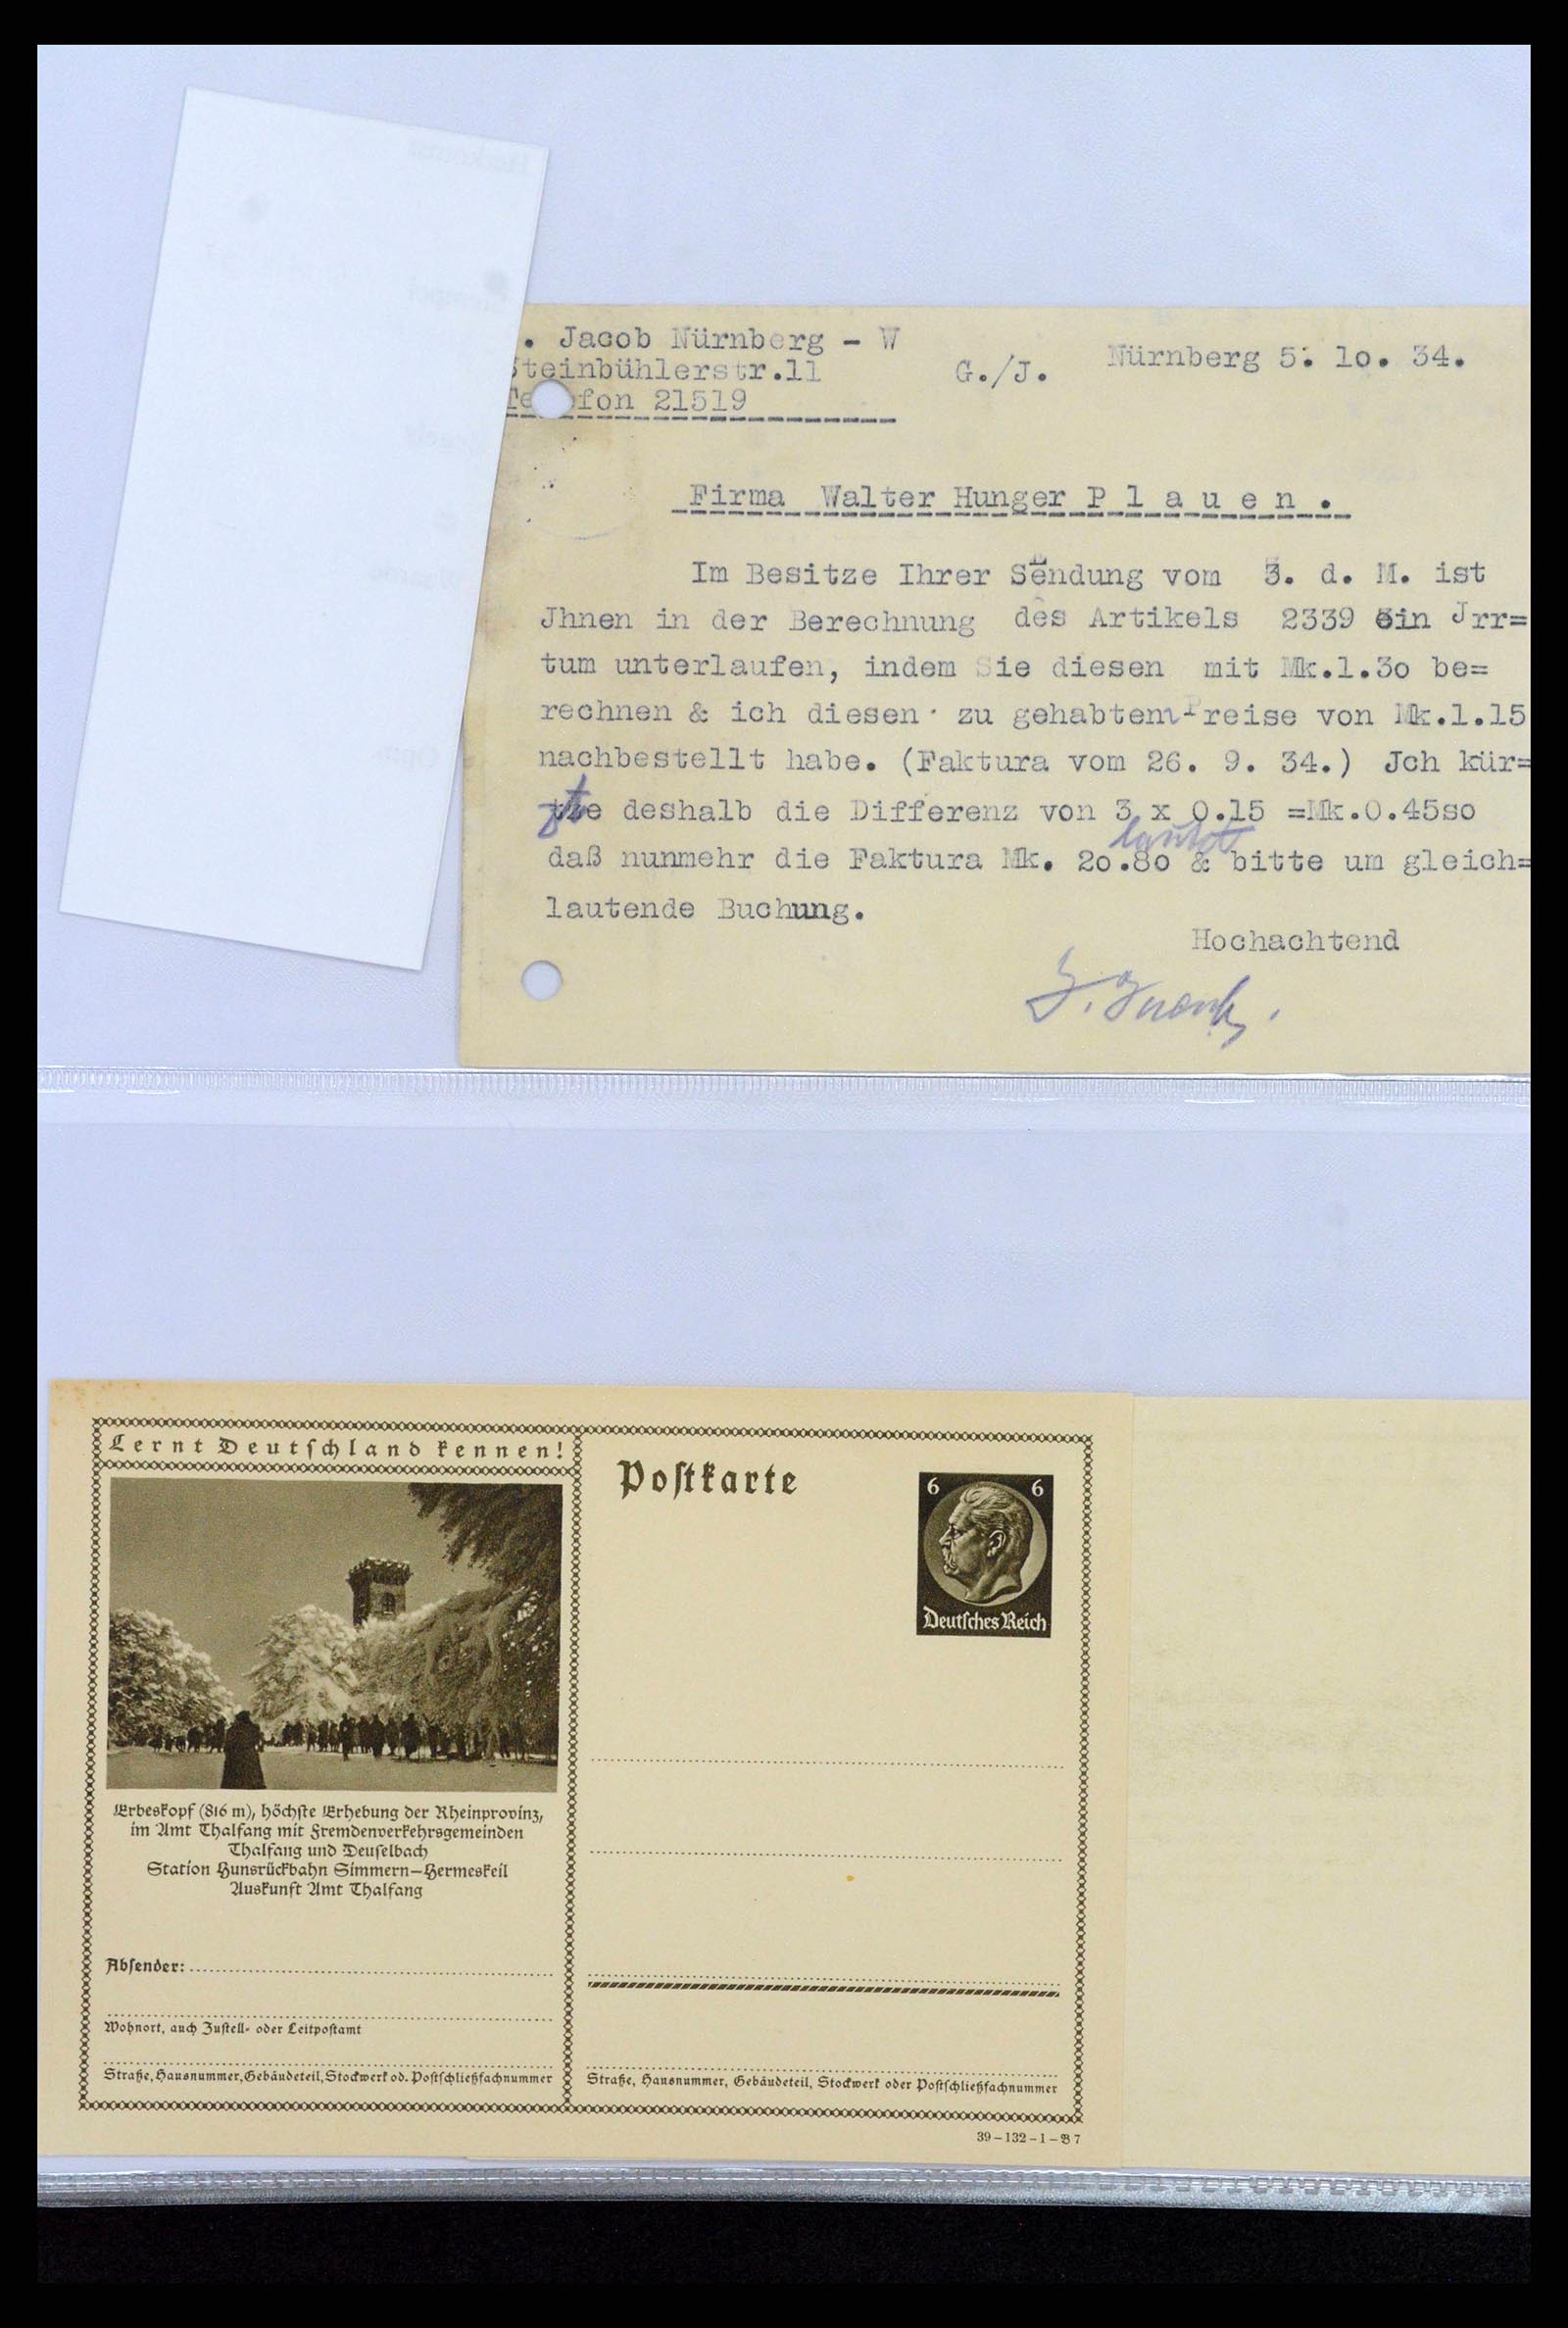 . Jacob Nürnberg - W
Steinbühlerstr.11
Telefon 21519
G./J.
Nürnberg 5. 1o. 34.
Firma Walter Hunger P l a u e n .
Im Besitze Ihrer Sendung vom 3. d. M. ist
Jhnen in der Berechnung des Artikels 2339 ein Jrr=
tum unterlaufen, indem Sie diesen mit Mk.1.3o be=
rechnen & ich diesen zu gehabtem Preise von Mk.1.15
nachbestellt habe. (Faktura vom 26. 9. 34.) Jch kür=
zte deshalb die Differenz von 3 x 0.15 =Mk.0.45so
lautet
daß nunmehr die Faktura Mk. 2o.8o & bitte um gleich=
lautende Buchung.
Hochachtend
Lernt Deutſchland kennen!
Poſtkarte
6 6
Deutſches Reich
Erbeskopf (816 m), höchſte Erhebung der Rheinprovinz,
im Amt Thalfang mit Fremdenverkehrsgemeinden
Thalfang und Deuſelbach
Station Hunsrückbahn Simmern–Hermeskeil
Auskunft Amt Thalfang
Abſender:
Wohnort, auch Zuſtell- oder Leitpoſtamt
Straße, Hausnummer, Gebäudeteil, Stockwerk od. Poſtſchließfachnummer
Straße, Hausnummer, Gebäudeteil, Stockwerk oder Poſtſchließfachnummer
39–132–1–B 7